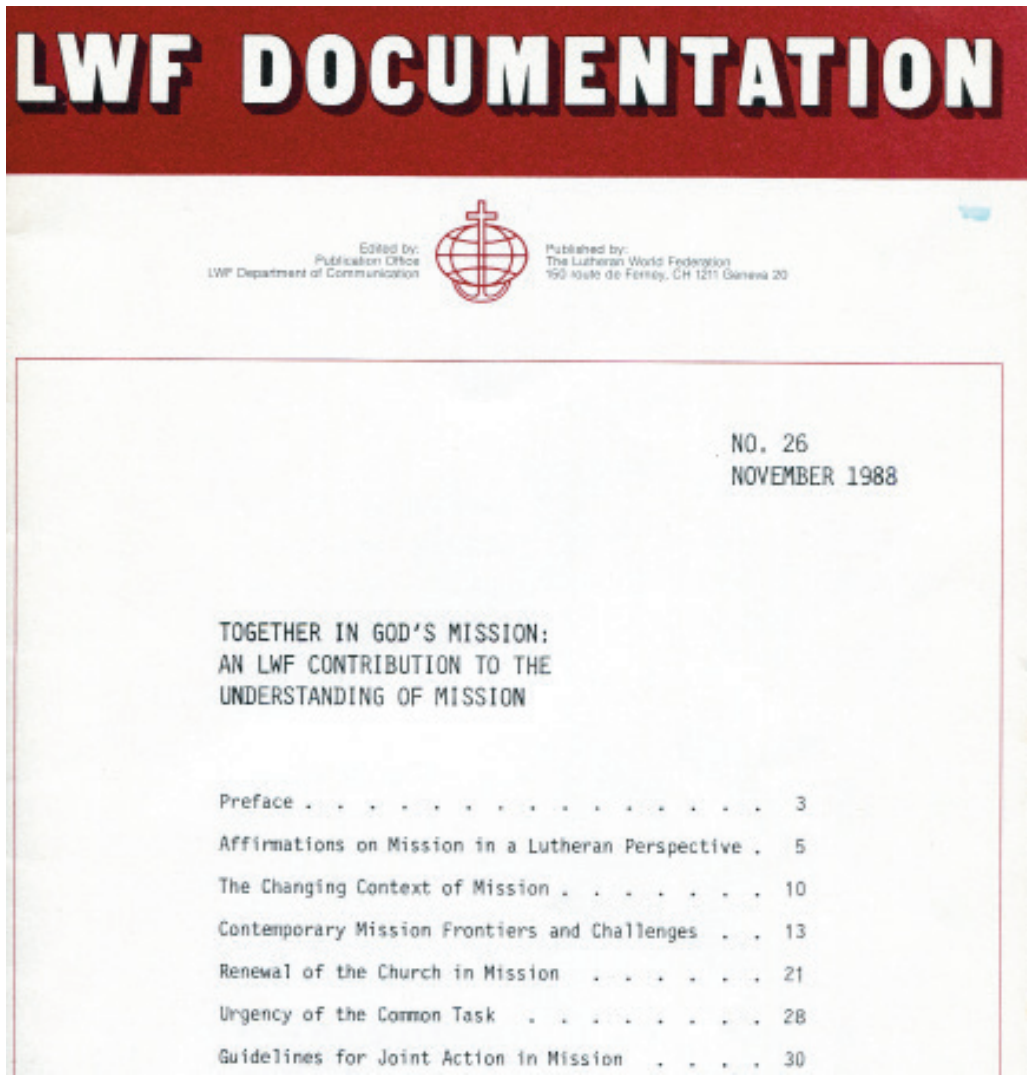 LWF DOCUMENTATION
Edited by:
Publication Office
LWF Department of Communication
Published by:
The Lutheran World Federation
150 route de Ferney, CH 1211 Geneva 20
NO. 26
NOVEMBER 1988
TOGETHER IN GOD'S MISSION:
AN LWF CONTRIBUTION TO THE
UNDERSTANDING OF MISSION
Preface . . . . . . . . . . . . . . . 3
Affirmations on Mission in a Lutheran Perspective . 5
The Changing Context of Mission . . . . . . . 10
Contemporary Mission Frontiers and Challenges . . 13
Renewal of the Church in Mission . . . . . . 21
Urgency of the Common Task . . . . . . . . 28
Guidelines for Joint Action in Mission . . . . 30